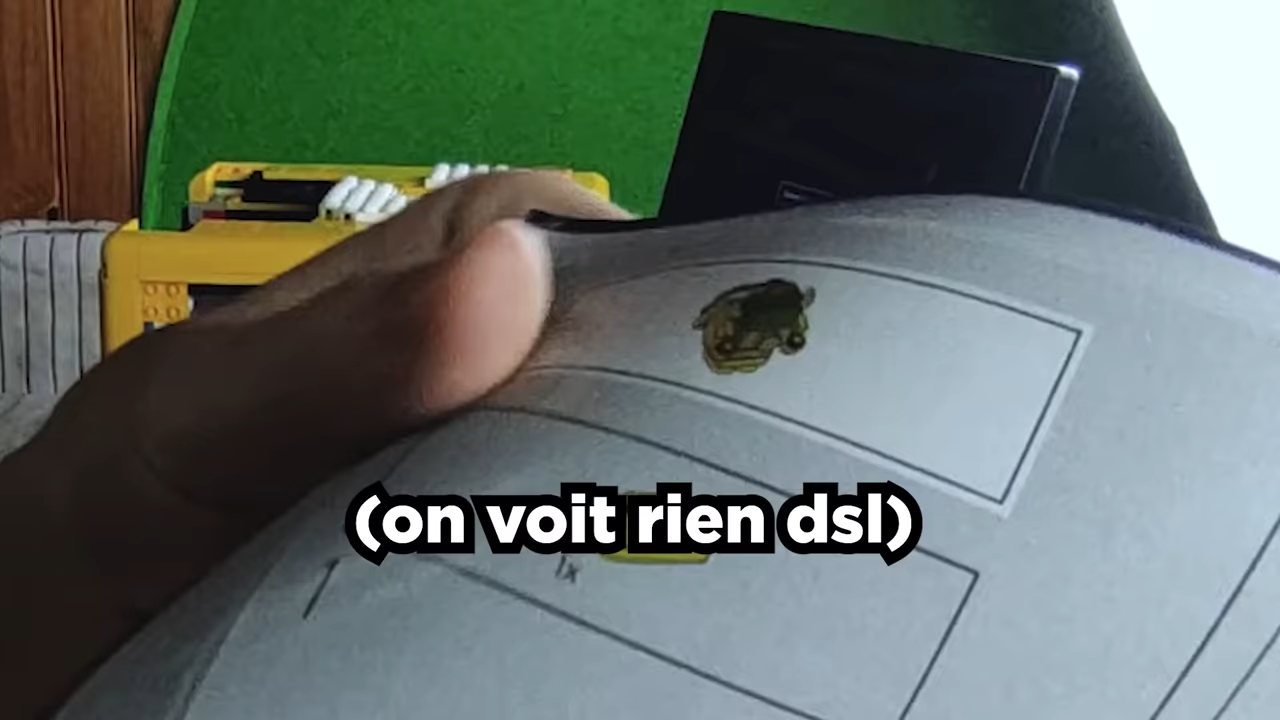 (on voit rien dsl)
1x